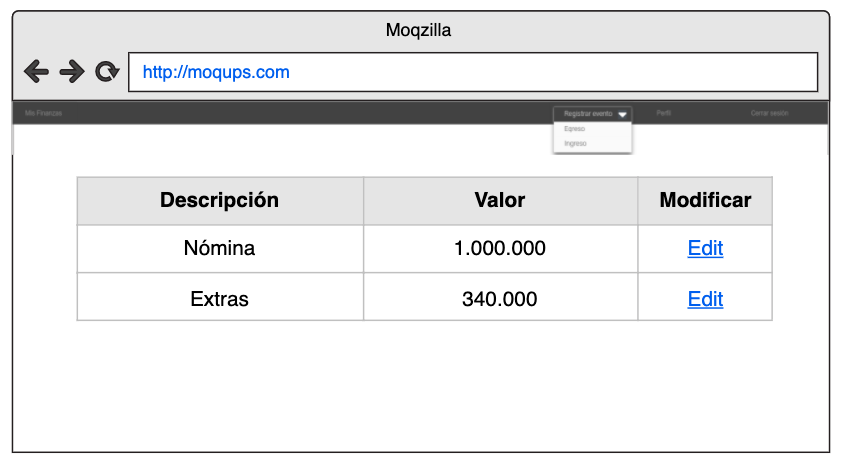 Moqzilla
http://moqups.com
Mis Finanzas Registrar evento Perfil Cerrar sesión
Egreso
Ingreso
Descripción Valor Modificar
Nómina 1.000.000 Edit
Extras 340.000 Edit